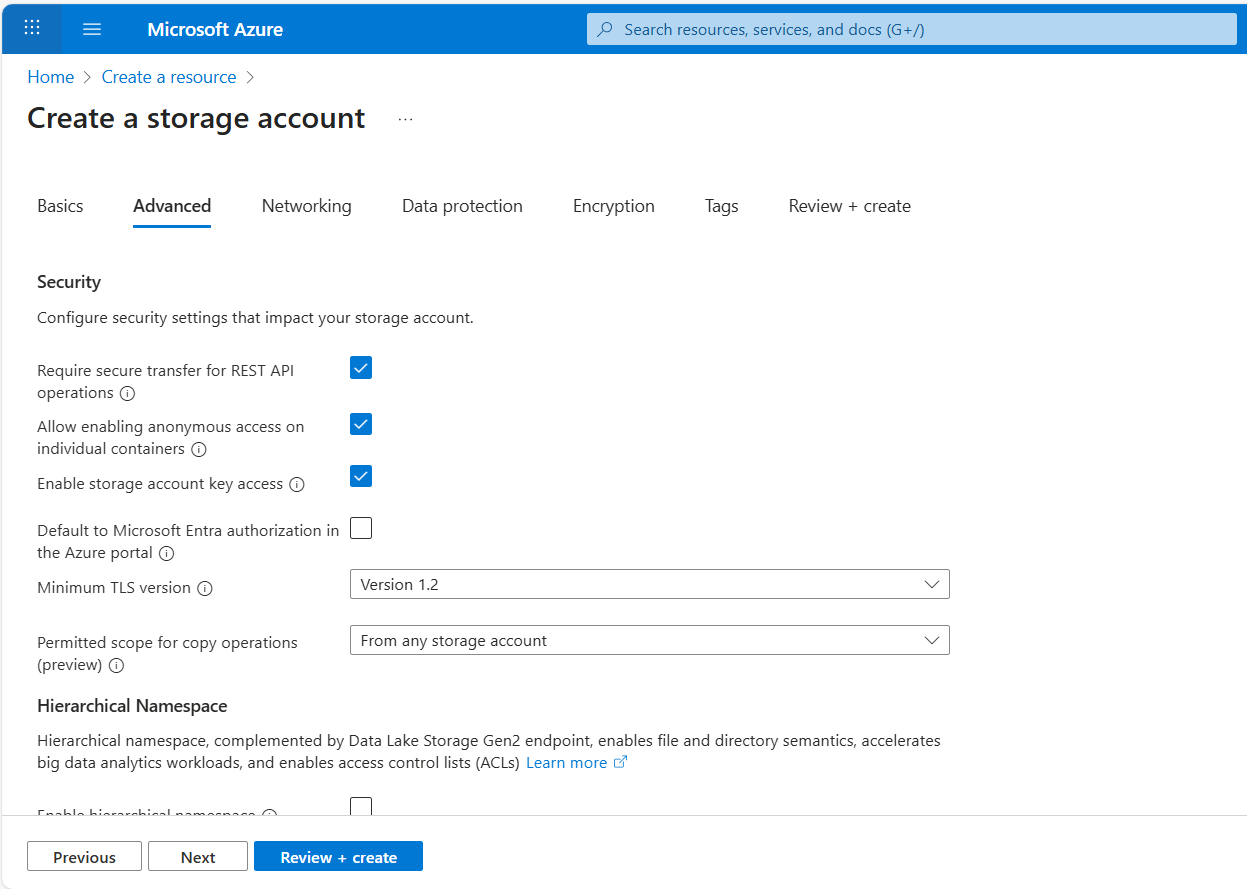 Microsoft Azure
Search resources, services, and docs (G+/)
Home > Create a resource >
Create a storage account ...
Basics Advanced Networking Data protection Encryption Tags Review + create
Security
Configure security settings that impact your storage account.
Require secure transfer for REST API
operations
Allow enabling anonymous access on
individual containers
Enable storage account key access
Default to Microsoft Entra authorization in
the Azure portal
Minimum TLS version
Version 1.2
Permitted scope for copy operations
(preview)
From any storage account
Hierarchical Namespace
Hierarchical namespace, complemented by Data Lake Storage Gen2 endpoint, enables file and directory semantics, accelerates
big data analytics workloads, and enables access control lists (ACLs) Learn more
Enable hierarchical namespace
Previous Next Review + create